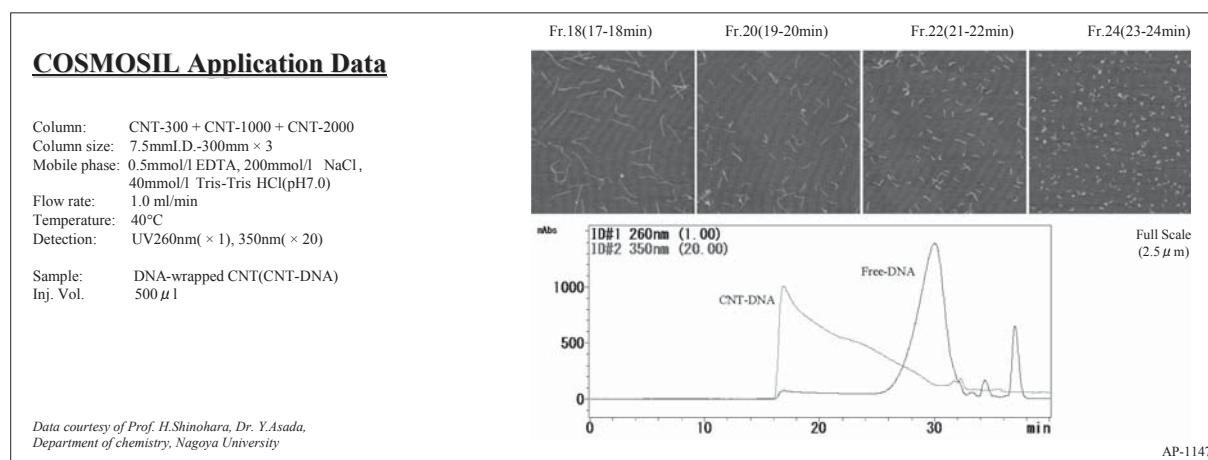 COSMOSIL Application Data
Column: CNT-300 + CNT-1000 + CNT-2000
Column size: 7.5mmI.D.-300mm × 3
Mobile phase: 0.5mmol/l EDTA, 200mmol/l NaCl,
40mmol/l Tris-Tris HCl(pH7.0)
Flow rate: 1.0 ml/min
Temperature: 40°C
Detection: UV260nm( × 1), 350nm( × 20)
Sample: DNA-wrapped CNT(CNT-DNA)
Inj. Vol. 500 μl
Data courtesy of Prof. H.Shinohara, Dr. Y.Asada,
Department of chemistry, Nagoya University
Fr.18(17-18min) Fr.20(19-20min) Fr.22(21-22min) Fr.24(23-24min)
mAbs
ID#1 260nm (1.00)
ID#2 350nm (20.00)
Full Scale
(2.5 μm)
Free-DNA
CNT-DNA
1000
500
0
0 10 20 30 min
AP-1147